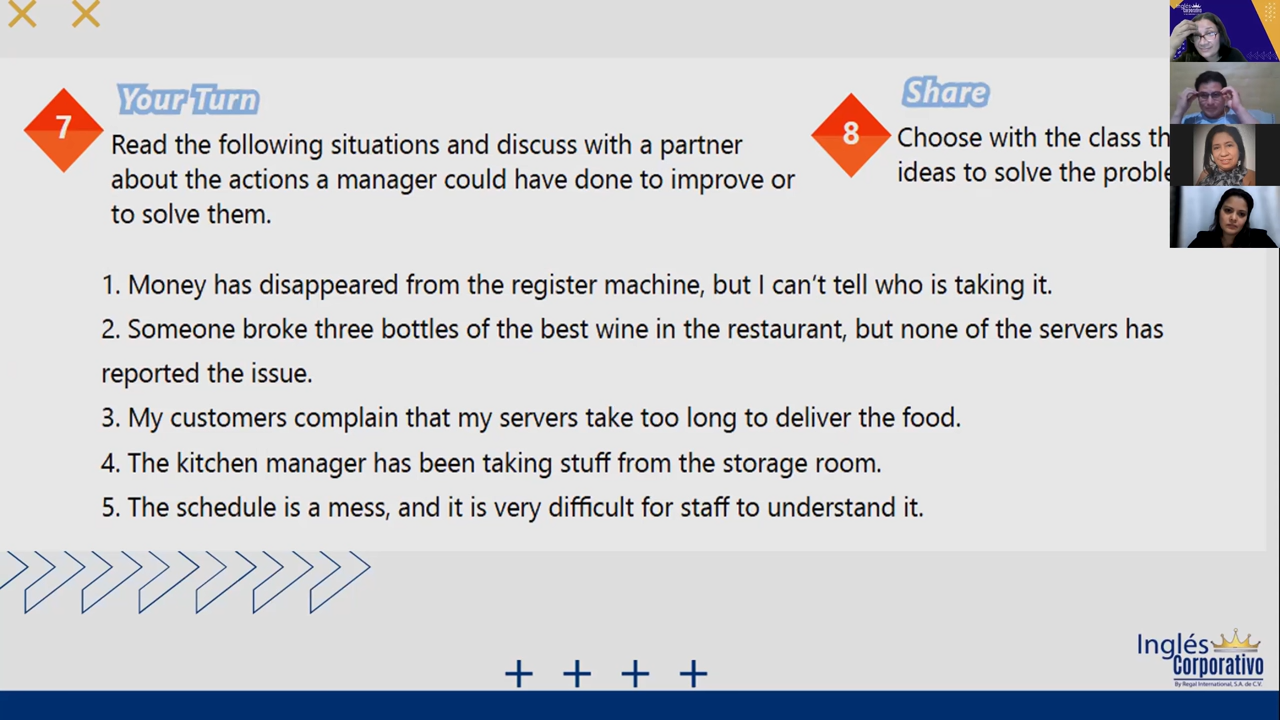 7
Your Turn
Read the following situations and discuss with a partner
about the actions a manager could have done to improve or
to solve them.
8
Share
Choose with the class th
ideas to solve the proble
1. Money has disappeared from the register machine, but I can't tell who is taking it.
2. Someone broke three bottles of the best wine in the restaurant, but none of the servers has
reported the issue.
3. My customers complain that my servers take too long to deliver the food.
4. The kitchen manager has been taking stuff from the storage room.
5. The schedule is a mess, and it is very difficult for staff to understand it.
Inglés
Corporativo
By Regal International, S.A. de C.V.
Inglés
Corporativo